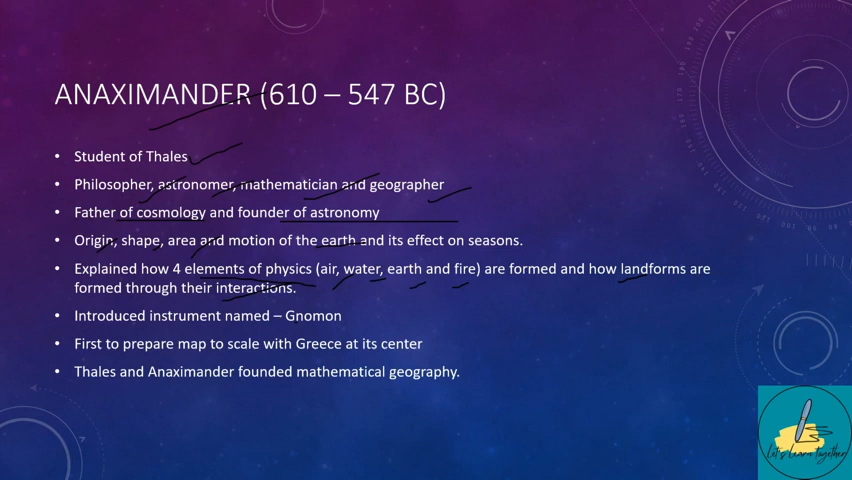 ANAXIMANDER (610 – 547 BC)
• Student of Thales
• Philosopher, astronomer, mathematician and geographer
• Father of cosmology and founder of astronomy
• Origin, shape, area and motion of the earth and its effect on seasons.
• Explained how 4 elements of physics (air, water, earth and fire) are formed and how landforms are
formed through their interactions.
• Introduced instrument named – Gnomon
• First to prepare map to scale with Greece at its center
• Thales and Anaximander founded mathematical geography.
Let's Learn Together